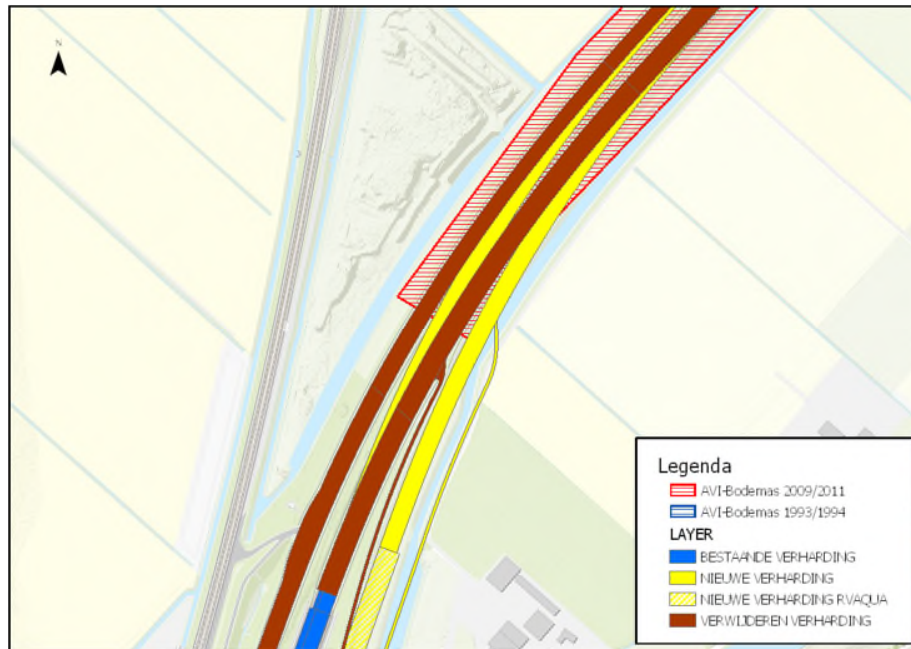 N
Legenda
AVI-Bodemas 2009/2011
AVI-Bodemas 1993/1994
LAYER
BESTAANDE VERHARDING
NIEUWE VERHARDING
NIEUWE VERHARDING RVAQUA
VERWIJDEREN VERHARDING